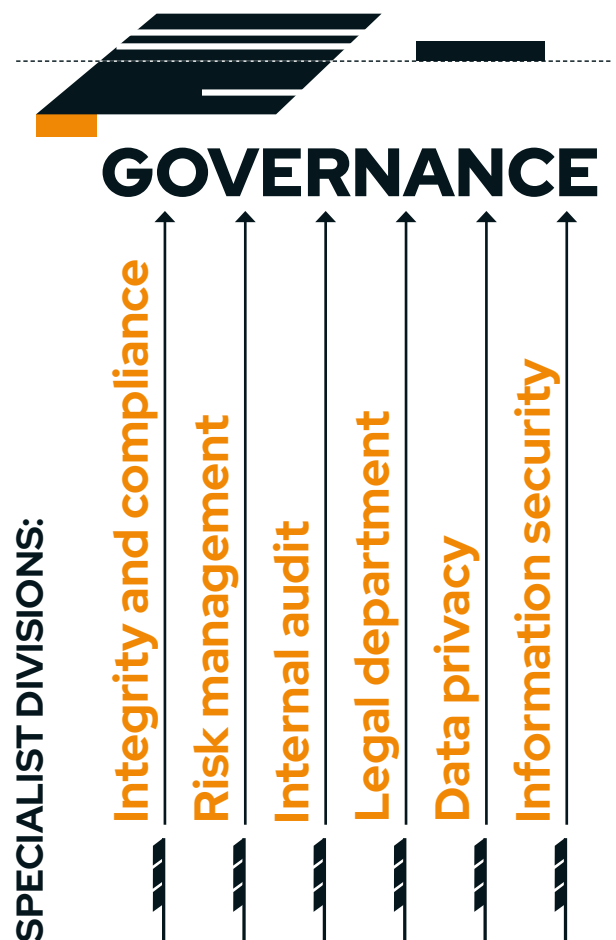 GOVERNANCE
SPECIALIST DIVISIONS:
Integrity and compliance
Risk management
Internal audit
Legal department
Data privacy
Information security